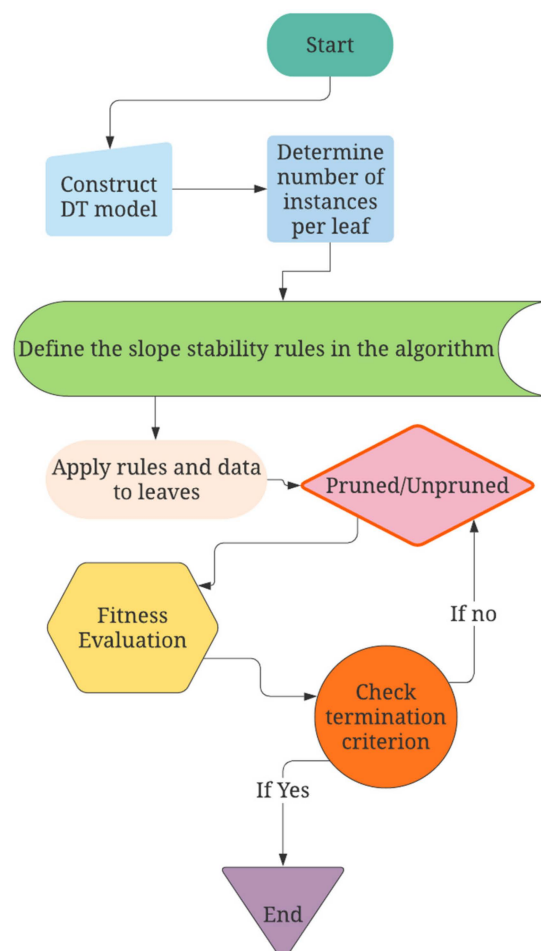 Start
Construct
DT model
Determine
number of
instances
per leaf
Define the slope stability rules in the algorithm
Apply rules and data
to leaves
Pruned/Unpruned
Fitness
Evaluation
If no
Check
termination
criterion
If Yes
End